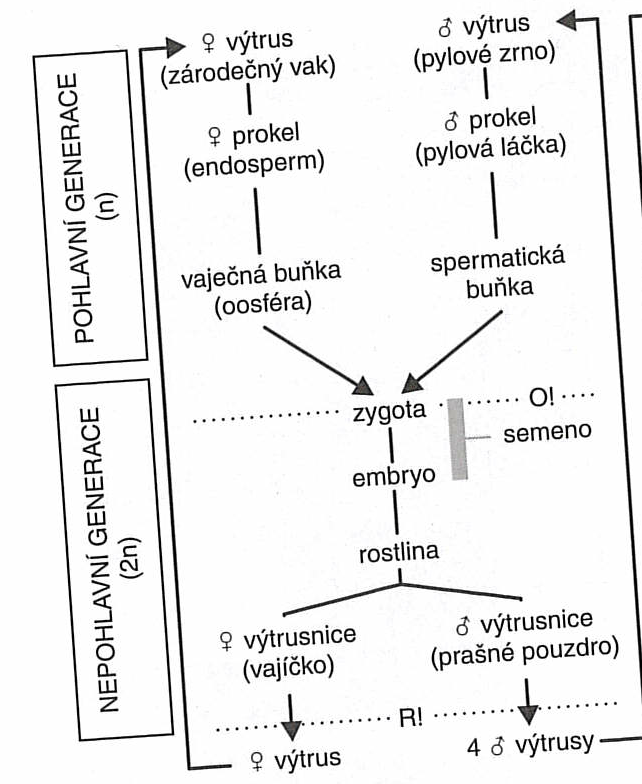 POHLAVNÍ GENERACE
(n)
♀ výtrus
(zárodečný vak)
♂ výtrus
(pylové zrno)
♀ prokel
(endosperm)
♂ prokel
(pylová láčka)
vaječná buňka
(oosféra)
spermatická
buňka
zygota
O!
semeno
embryo
NEPOHLAVNÍ GENERACE
(2n)
rostlina
♀ výtrusnice
(vajíčko)
♂ výtrusnice
(prašné pouzdro)
R!
♀ výtrus
4 ♂ výtrusy